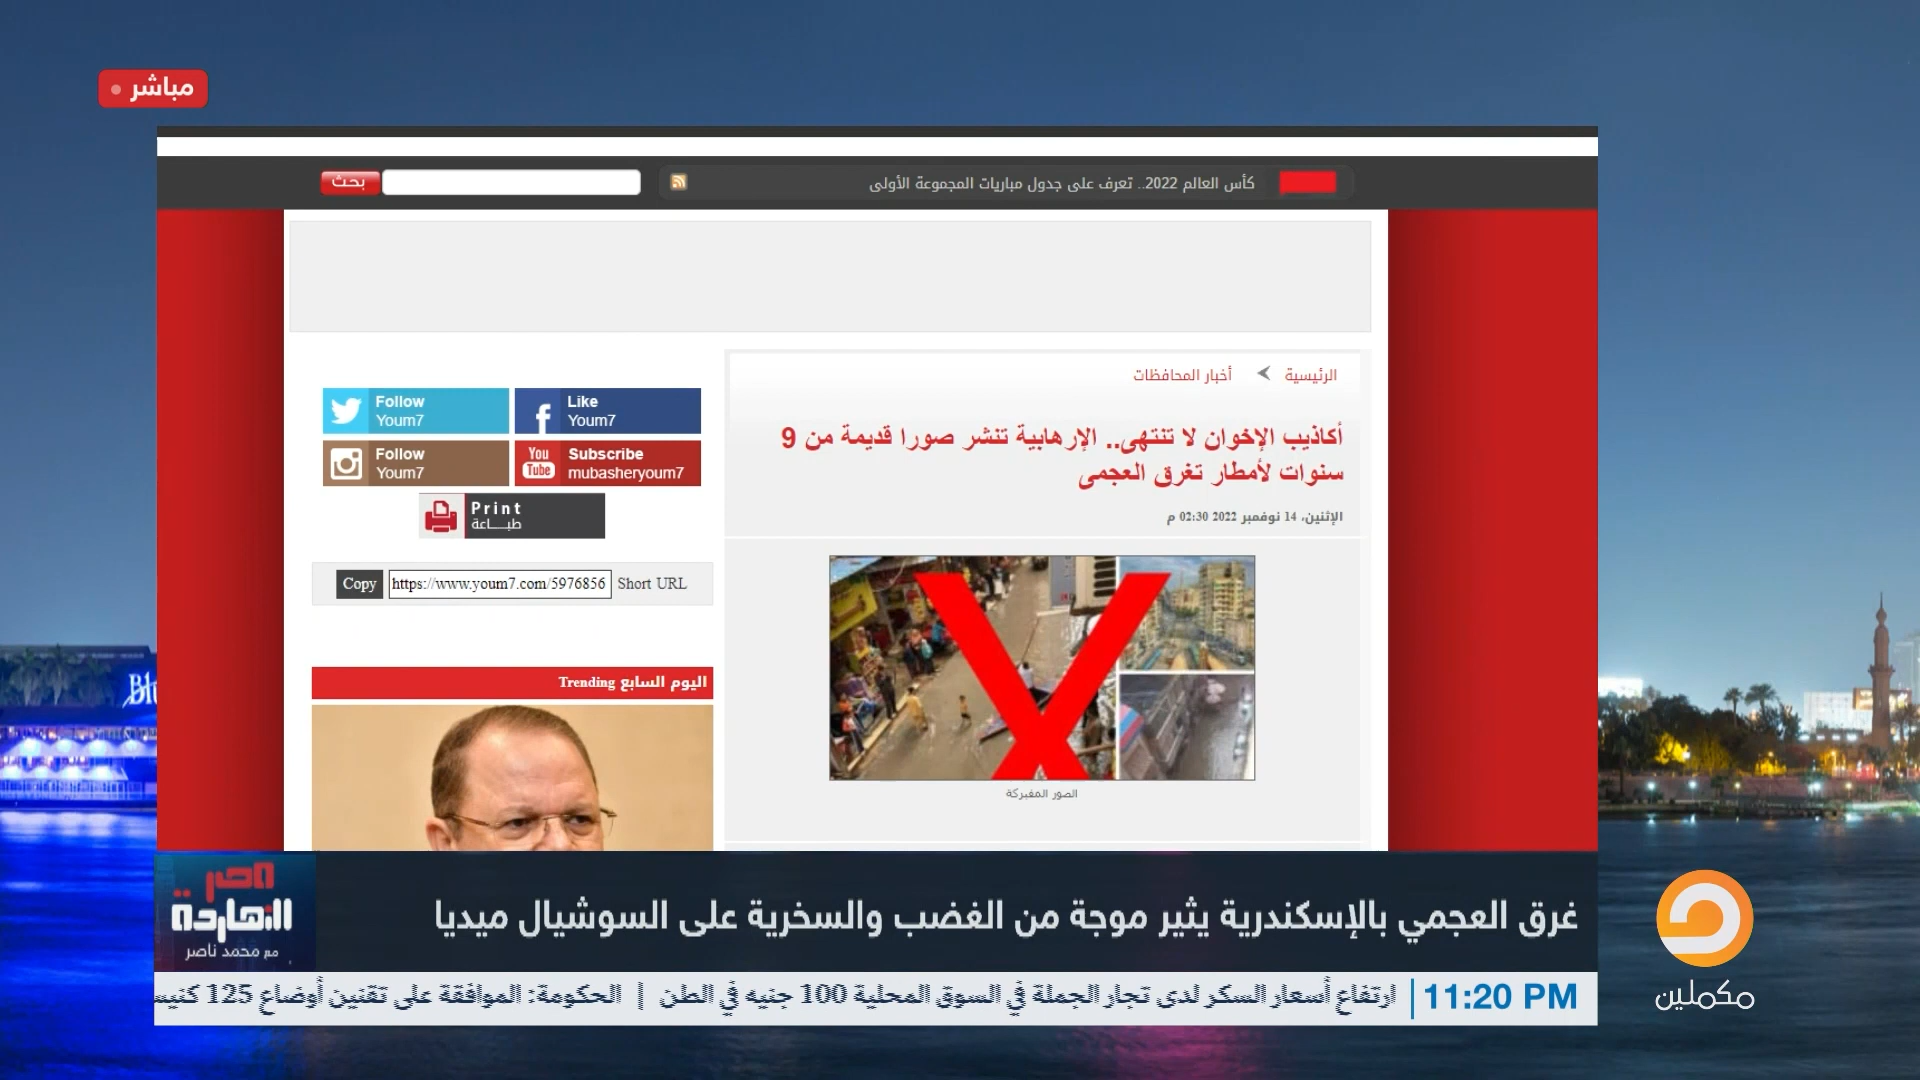 مباشر
بحث
كأس العالم 2022.. تعرف على جدول مباريات المجموعة الأولى
الرئيسية
أخبار المحافظات
أكاذيب الإخوان لا تنتهى.. الإرهابية تنشر صورا قديمة من 9
سنوات لأمطار تغرق العجمى
الإثنين، 14 نوفمبر 2022 02:30 م
الصور المفبركة
Follow
Youm7
Like
Youm7
Follow
Youm7
You
Tube
Subscribe
mubasheryoum7
Print
طبـــاعة
Copy
https://www.youm7.com/5976856
Short URL
اليوم السابع Trending
مصر
النهاردة
مع محمد ناصر
غرق العجمي بالإسكندرية يثير موجة من الغضب والسخرية على السوشيال ميديا
11:20 PM
ارتفاع أسعار السكر لدى تجار الجملة في السوق المحلية 100 جنيه في الطن | الحكومة: الموافقة على تقنين أوضاع 125
مكملين